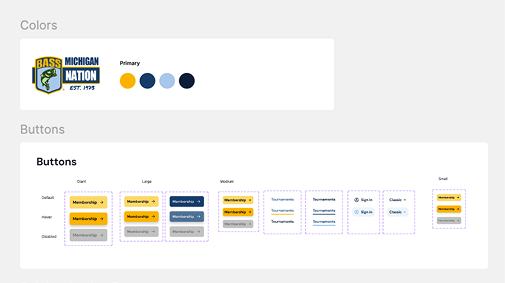 Colors
BASS MICHIGAN
NATION
EST. 1973
Primary
Buttons
Buttons
Giant Large Medium Small
Default Membership → Membership → Membership → Membership → Tournaments Tournaments Sign in Classic Membership →
Hover Membership → Membership → Membership → Membership → Tournaments Tournaments Sign in Classic Membership →
Disabled Membership → Membership → Membership → Membership → Tournaments Tournaments Membership →